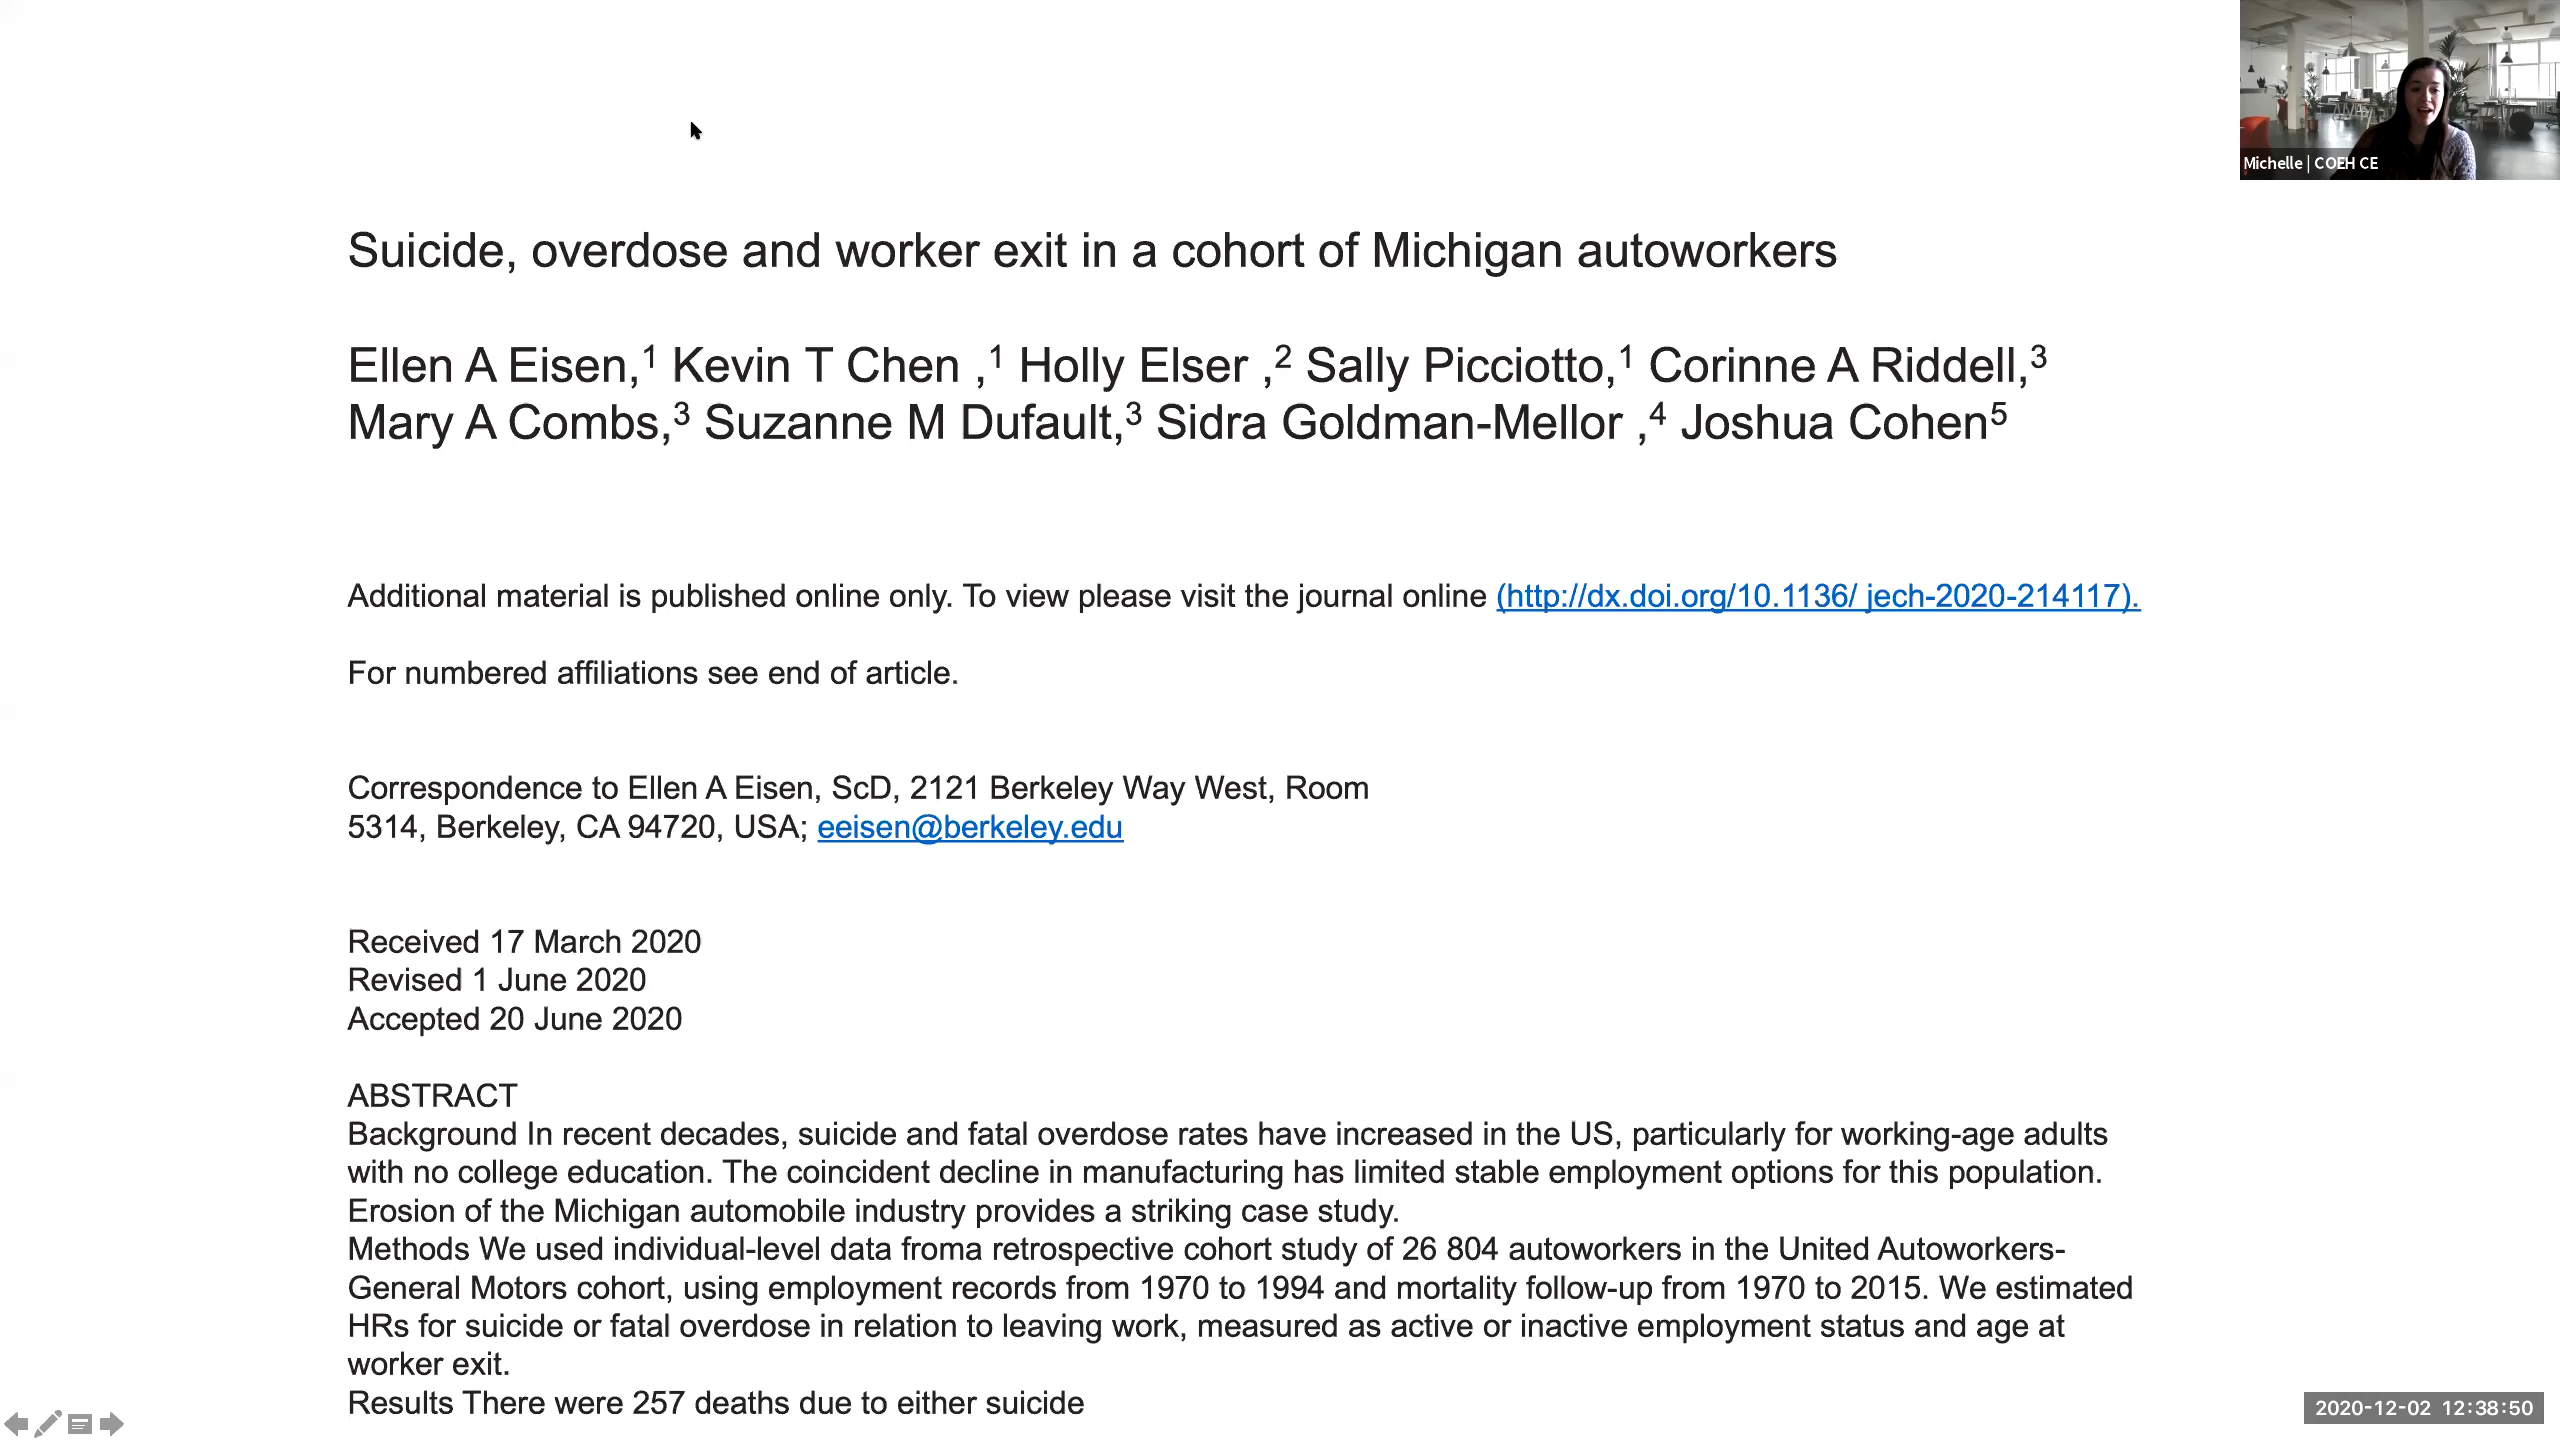 Michelle | COEH CE
Suicide, overdose and worker exit in a cohort of Michigan autoworkers
Ellen A Eisen,1 Kevin T Chen ,1 Holly Elser ,2 Sally Picciotto,1 Corinne A Riddell,3
Mary A Combs,3 Suzanne M Dufault,3 Sidra Goldman-Mellor ,4 Joshua Cohen5
Additional material is published online only. To view please visit the journal online (http://dx.doi.org/10.1136/ jech-2020-214117).
For numbered affiliations see end of article.
Correspondence to Ellen A Eisen, ScD, 2121 Berkeley Way West, Room
5314, Berkeley, CA 94720, USA; eeisen@berkeley.edu
Received 17 March 2020
Revised 1 June 2020
Accepted 20 June 2020
ABSTRACT
Background In recent decades, suicide and fatal overdose rates have increased in the US, particularly for working-age adults
with no college education. The coincident decline in manufacturing has limited stable employment options for this population.
Erosion of the Michigan automobile industry provides a striking case study.
Methods We used individual-level data froma retrospective cohort study of 26 804 autoworkers in the United Autoworkers-
General Motors cohort, using employment records from 1970 to 1994 and mortality follow-up from 1970 to 2015. We estimated
HRs for suicide or fatal overdose in relation to leaving work, measured as active or inactive employment status and age at
worker exit.
Results There were 257 deaths due to either suicide
2020-12-02 12:38:50